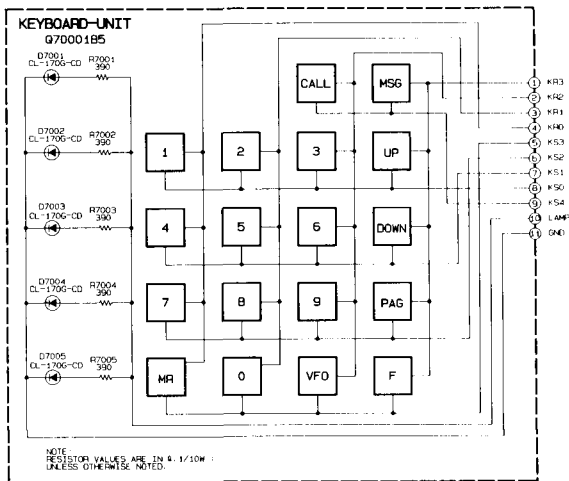 KEYBOARD-UNIT
Q7000185
D7001
CL-170G-CD
R7001
390
D7002
CL-170G-CD
R7002
390
D7003
CL-170G-CD
R7003
390
D7004
CL-170G-CD
R7004
390
D7005
CL-170G-CD
R7005
390
CALL
MSG
1
2
3
UP
4
5
6
DOWN
7
8
9
PAG
MR
0
VFO
F
1 KR3
2 KR2
3 KR1
4 KR0
5 KS3
6 KS2
7 KS1
8 KS0
9 KS4
10 LAMP
11 GND
NOTE:
RESISTOR VALUES ARE IN Ω, 1/10W ;
UNLESS OTHERWISE NOTED.